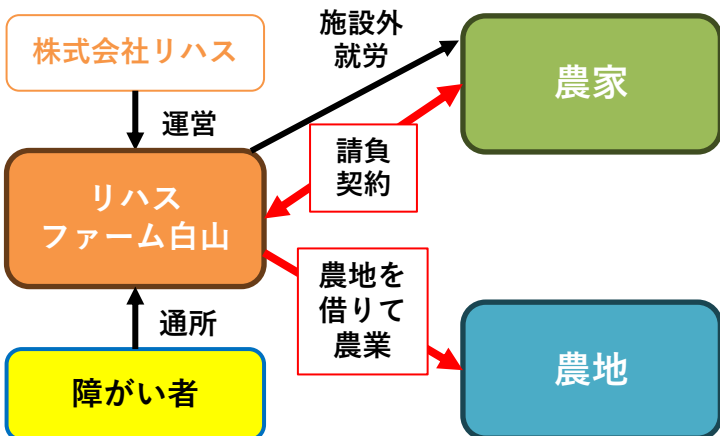 株式会社リハス
運営
リハス
ファーム白山
通所
障がい者
施設外
就労
請負
契約
農地を
借りて
農業
農家
農地